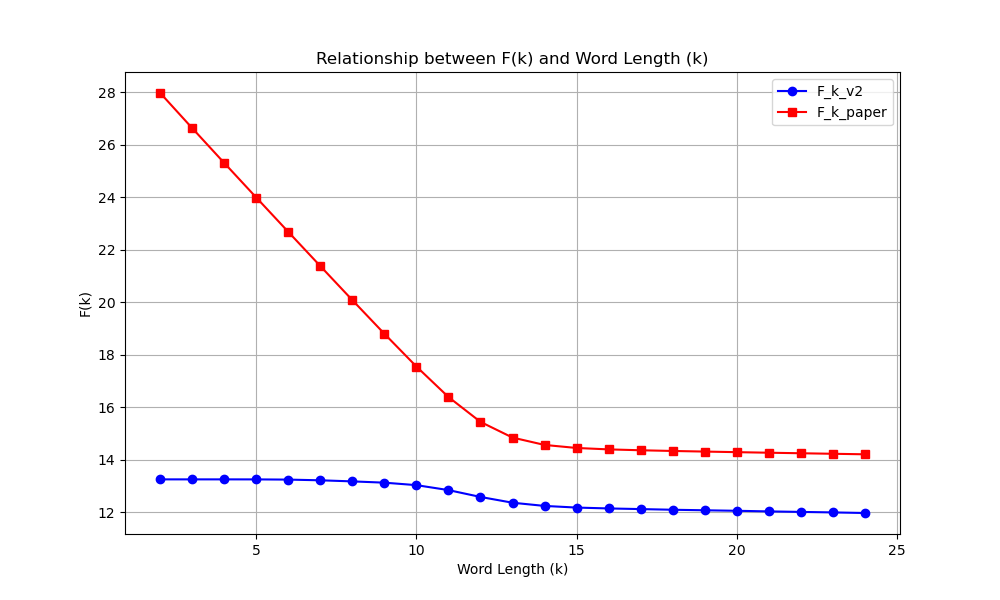 Relationship between F(k) and Word Length (k)
F_k_v2
F_k_paper
F(k)
28
26
24
22
20
18
16
14
12
5
10
15
20
25
Word Length (k)